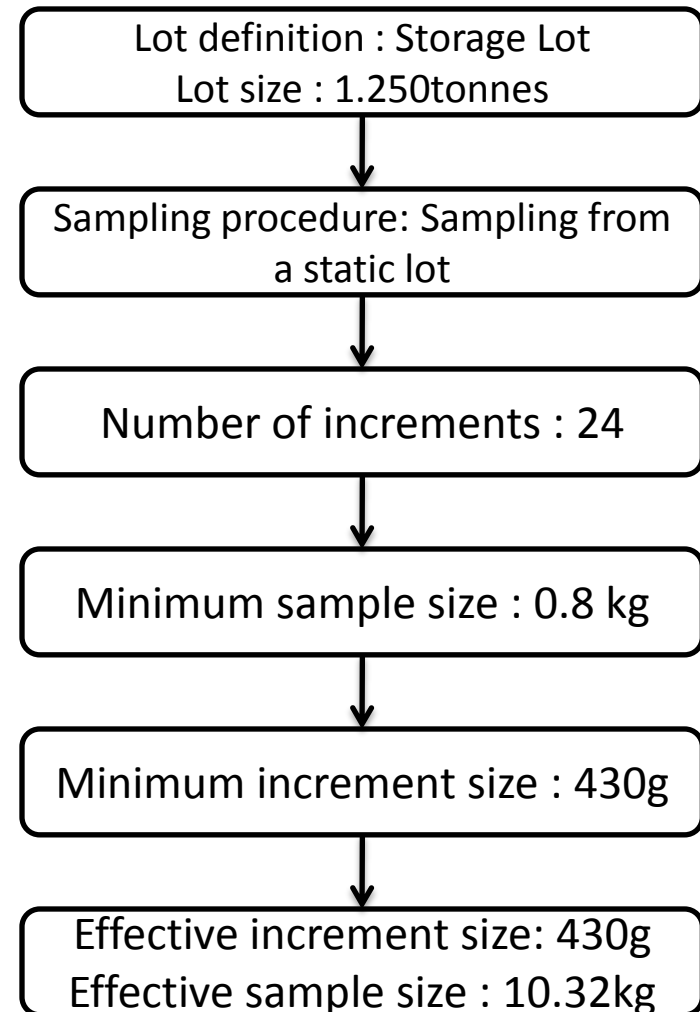 Lot definition : Storage Lot
Lot size : 1.250tonnes
Sampling procedure: Sampling from
a static lot
Number of increments : 24
Minimum sample size : 0.8 kg
Minimum increment size : 430g
Effective increment size: 430g
Effective sample size : 10.32kg